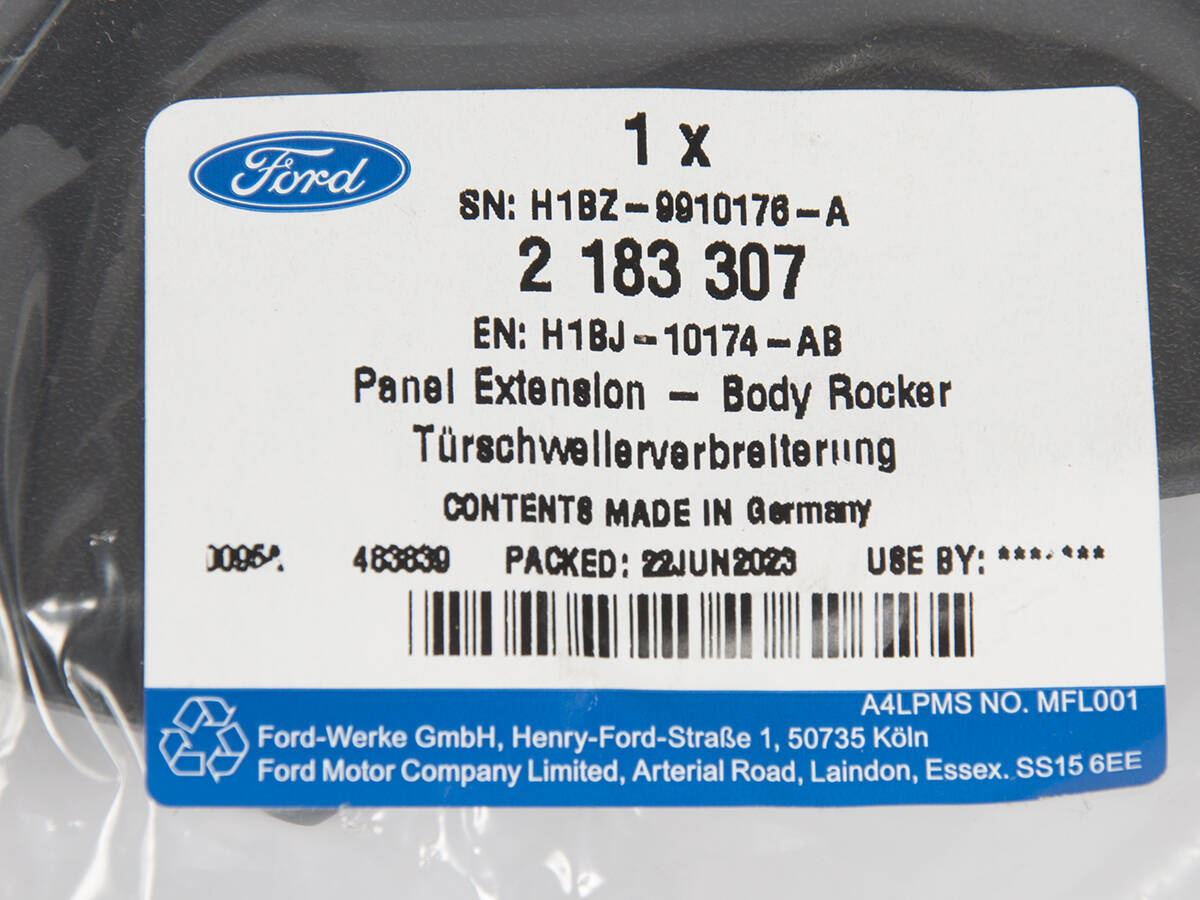 Ford
1 x
SN: H1BZ-9910176-A
2 183 307
EN: H1BJ-10174-AB
Panel Extension - Body Rocker
Türschwellerverbreiterung
CONTENTS MADE IN Germany
483839 PACKED: 22JUN2023 USE BY: ***.***
A4LPMS NO. MFL001
Ford-Werke GmbH, Henry-Ford-Straße 1, 50735 Köln
Ford Motor Company Limited, Arterial Road, Laindon, Essex. SS15 6EE